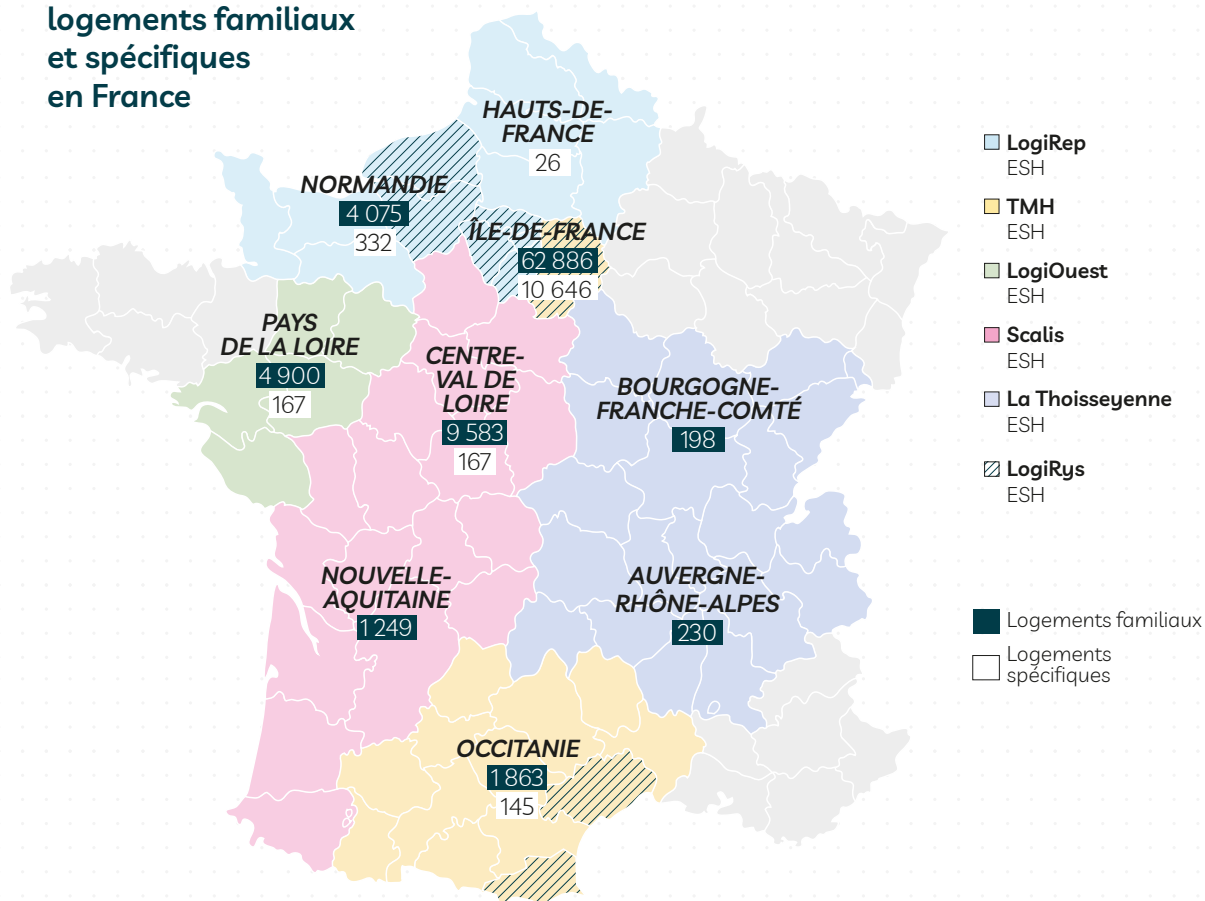 logements familiaux
et spécifiques
en France
HAUTS-DE-
FRANCE
26
NORMANDIE
4 075
332
ÎLE-DE-FRANCE
62 886
10 646
PAYS
DE LA LOIRE
4 900
167
CENTRE-
VAL DE
LOIRE
9 583
167
BOURGOGNE-
FRANCHE-COMTÉ
198
NOUVELLE-
AQUITAINE
1 249
AUVERGNE-
RHÔNE-ALPES
230
OCCITANIE
1 863
145
LogiRep
ESH
TMH
ESH
LogiOuest
ESH
Scalis
ESH
La Thoisseyenne
ESH
LogiRys
ESH
Logements familiaux
Logements
spécifiques